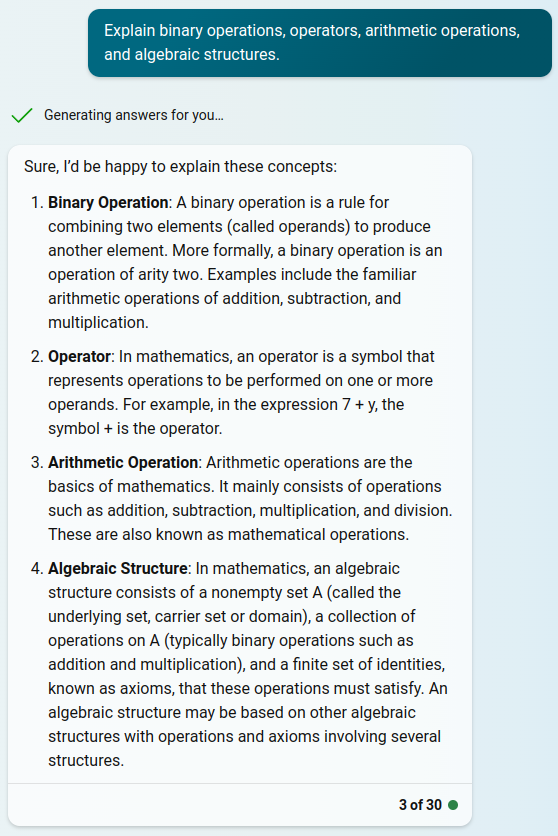 Explain binary operations, operators, arithmetic operations,
and algebraic structures.
Generating answers for you...
Sure, I'd be happy to explain these concepts:
1. Binary Operation: A binary operation is a rule for
combining two elements (called operands) to produce
another element. More formally, a binary operation is an
operation of arity two. Examples include the familiar
arithmetic operations of addition, subtraction, and
multiplication.
2. Operator: In mathematics, an operator is a symbol that
represents operations to be performed on one or more
operands. For example, in the expression 7 + y, the
symbol + is the operator.
3. Arithmetic Operation: Arithmetic operations are the
basics of mathematics. It mainly consists of operations
such as addition, subtraction, multiplication, and division.
These are also known as mathematical operations.
4. Algebraic Structure: In mathematics, an algebraic
structure consists of a nonempty set A (called the
underlying set, carrier set or domain), a collection of
operations on A (typically binary operations such as
addition and multiplication), and a finite set of identities,
known as axioms, that these operations must satisfy. An
algebraic structure may be based on other algebraic
structures with operations and axioms involving several
structures.
3 of 30